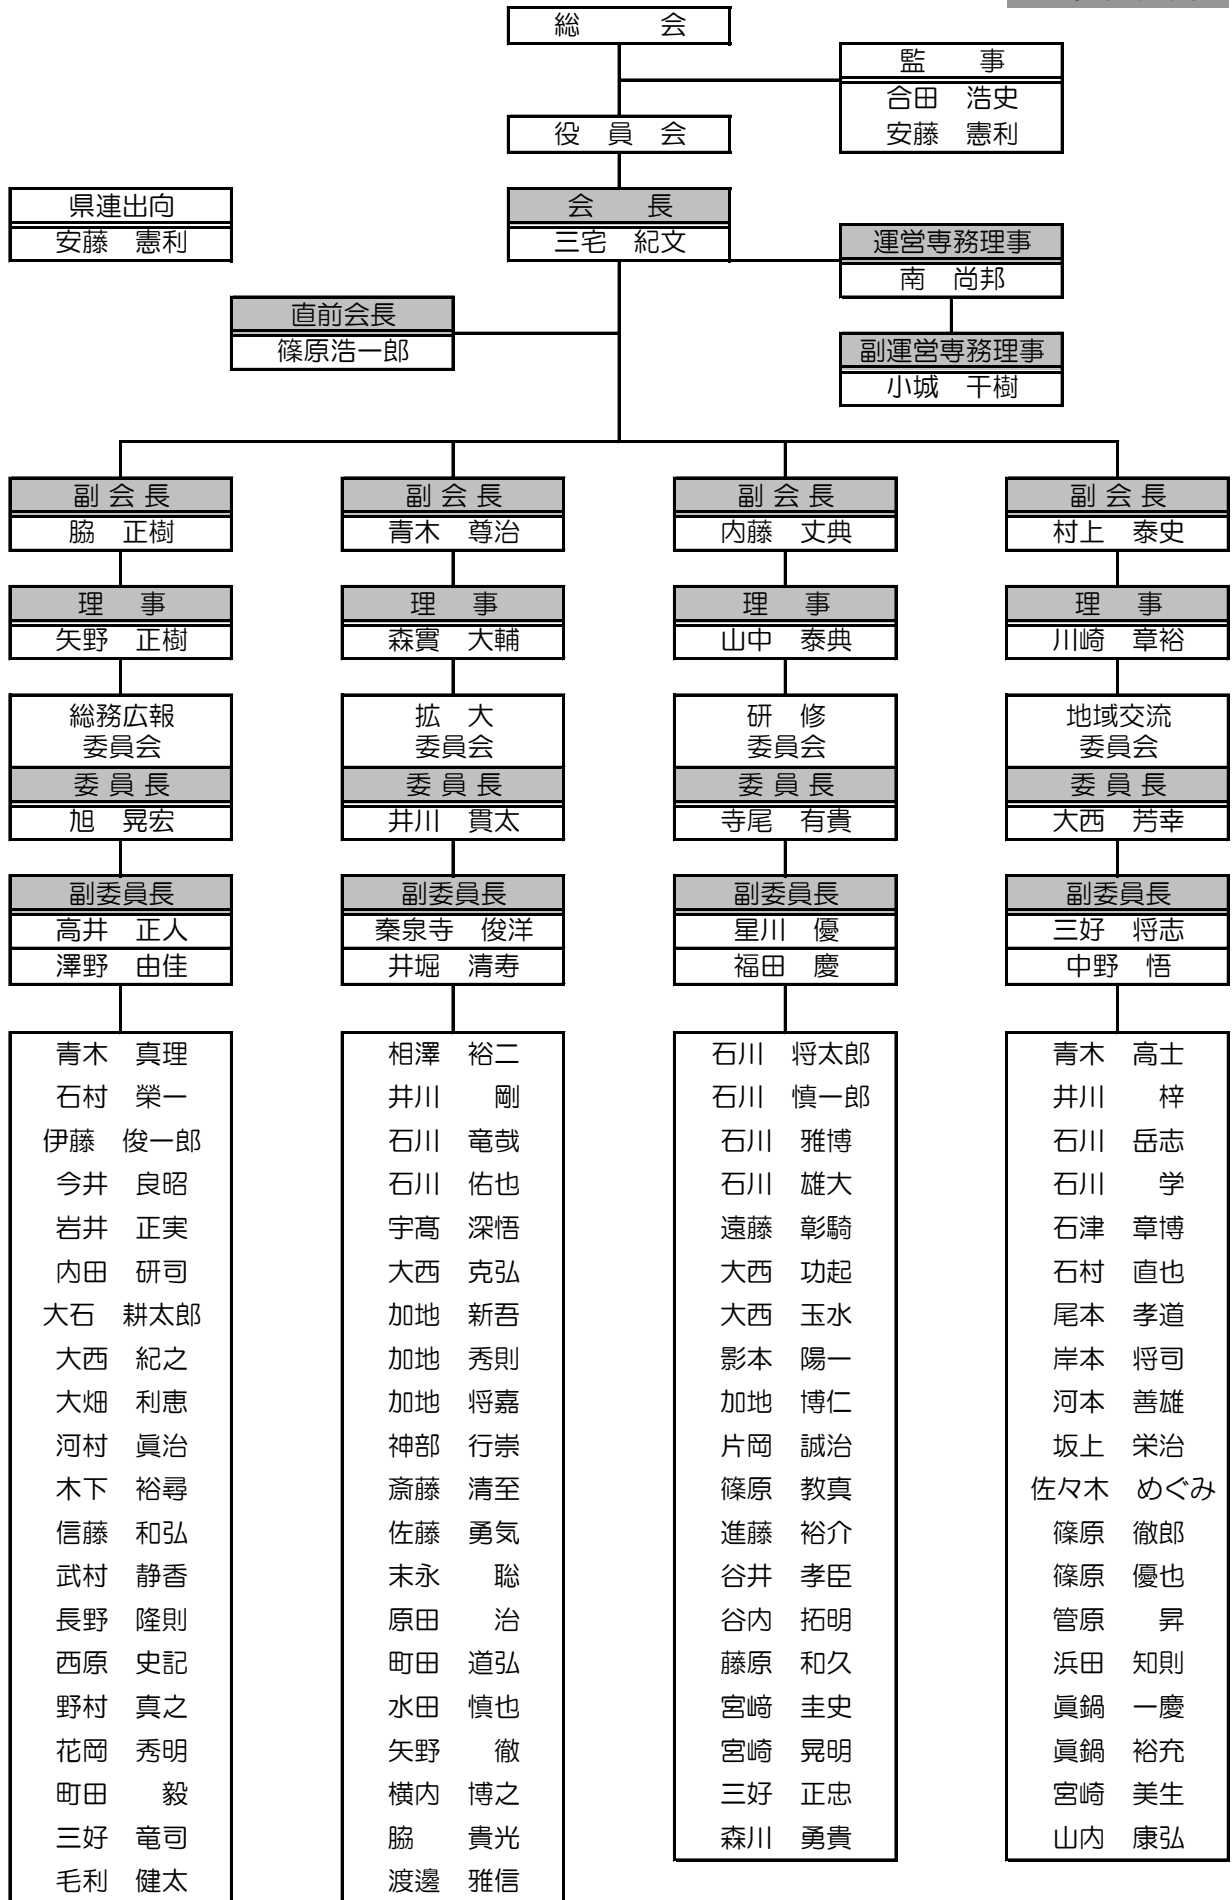 総 会
監 事
合田 浩史
安藤 憲利
役 員 会
県連出向
安藤 憲利
会 長
三宅 紀文
運営専務理事
南 尚邦
直前会長
篠原浩一郎
副運営専務理事
小城 干樹
副 会 長
脇 正樹
理 事
矢野 正樹
総務広報
委員会
委 員 長
旭 晃宏
副委員長
高井 正人
澤野 由佳
青木 真理
石村 榮一
伊藤 俊一郎
今井 良昭
岩井 正実
内田 研司
大石 耕太郎
大西 紀之
大畑 利恵
河村 眞治
木下 裕尋
信藤 和弘
武村 静香
長野 隆則
西原 史記
野村 真之
花岡 秀明
町田 毅
三好 竜司
毛利 健太
副 会 長
青木 尊治
理 事
森實 大輔
拡 大
委員会
委 員 長
井川 貫太
副委員長
秦泉寺 俊洋
井堀 清寿
相澤 裕二
井川 剛
石川 竜哉
石川 佑也
宇髙 深悟
大西 克弘
加地 新吾
加地 秀則
加地 将嘉
神部 行崇
斎藤 清至
佐藤 勇気
末永 聡
原田 治
町田 道弘
水田 慎也
矢野 徹
横内 博之
脇 貴光
渡邊 雅信
副 会 長
内藤 丈典
理 事
山中 泰典
研 修
委員会
委 員 長
寺尾 有貴
副委員長
星川 優
福田 慶
石川 将太郎
石川 慎一郎
石川 雅博
石川 雄大
遠藤 彰騎
大西 功起
大西 玉水
影本 陽一
加地 博仁
片岡 誠治
篠原 教真
進藤 裕介
谷井 孝臣
谷内 拓明
藤原 和久
宮﨑 圭史
宮崎 晃明
三好 正忠
森川 勇貴
副 会 長
村上 泰史
理 事
川崎 章裕
地域交流
委員会
委 員 長
大西 芳幸
副委員長
三好 将志
中野 悟
青木 高士
井川 梓
石川 岳志
石川 学
石津 章博
石村 直也
尾本 孝道
岸本 将司
河本 善雄
坂上 栄治
佐々木 めぐみ
篠原 徹郎
篠原 優也
管原 昇
浜田 知則
眞鍋 一慶
眞鍋 裕充
宮崎 美生
山内 康弘